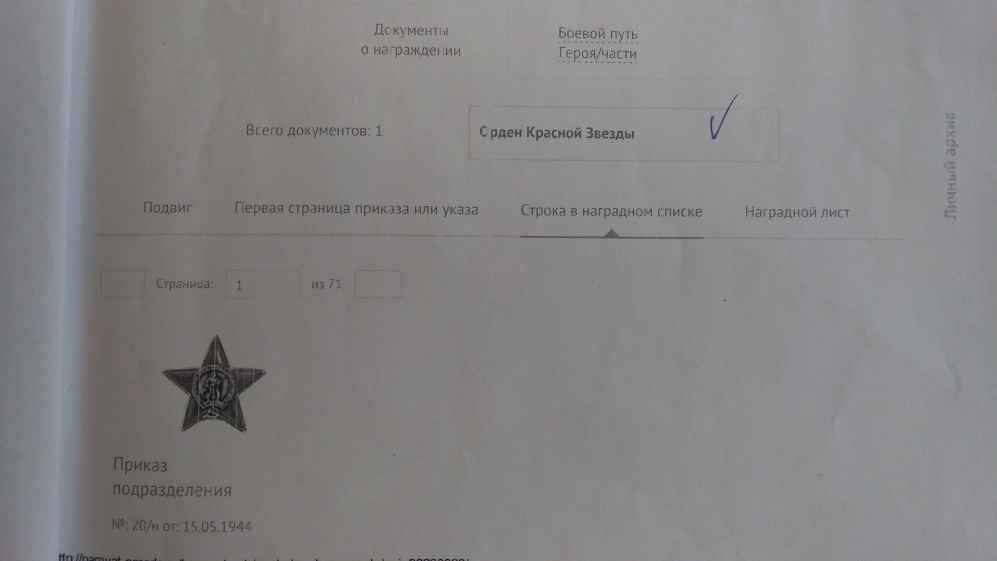 Документы
о награждении
Боевой путь
Героя/части
Всего документов: 1
Орден Красной Звезды
Личный архив
Подвиг
Первая страница приказа или указа
Строка в наградном списке
Наградной лист
Страница: 1 из 71
Приказ
подразделения
№: 20/н от: 15.05.1944